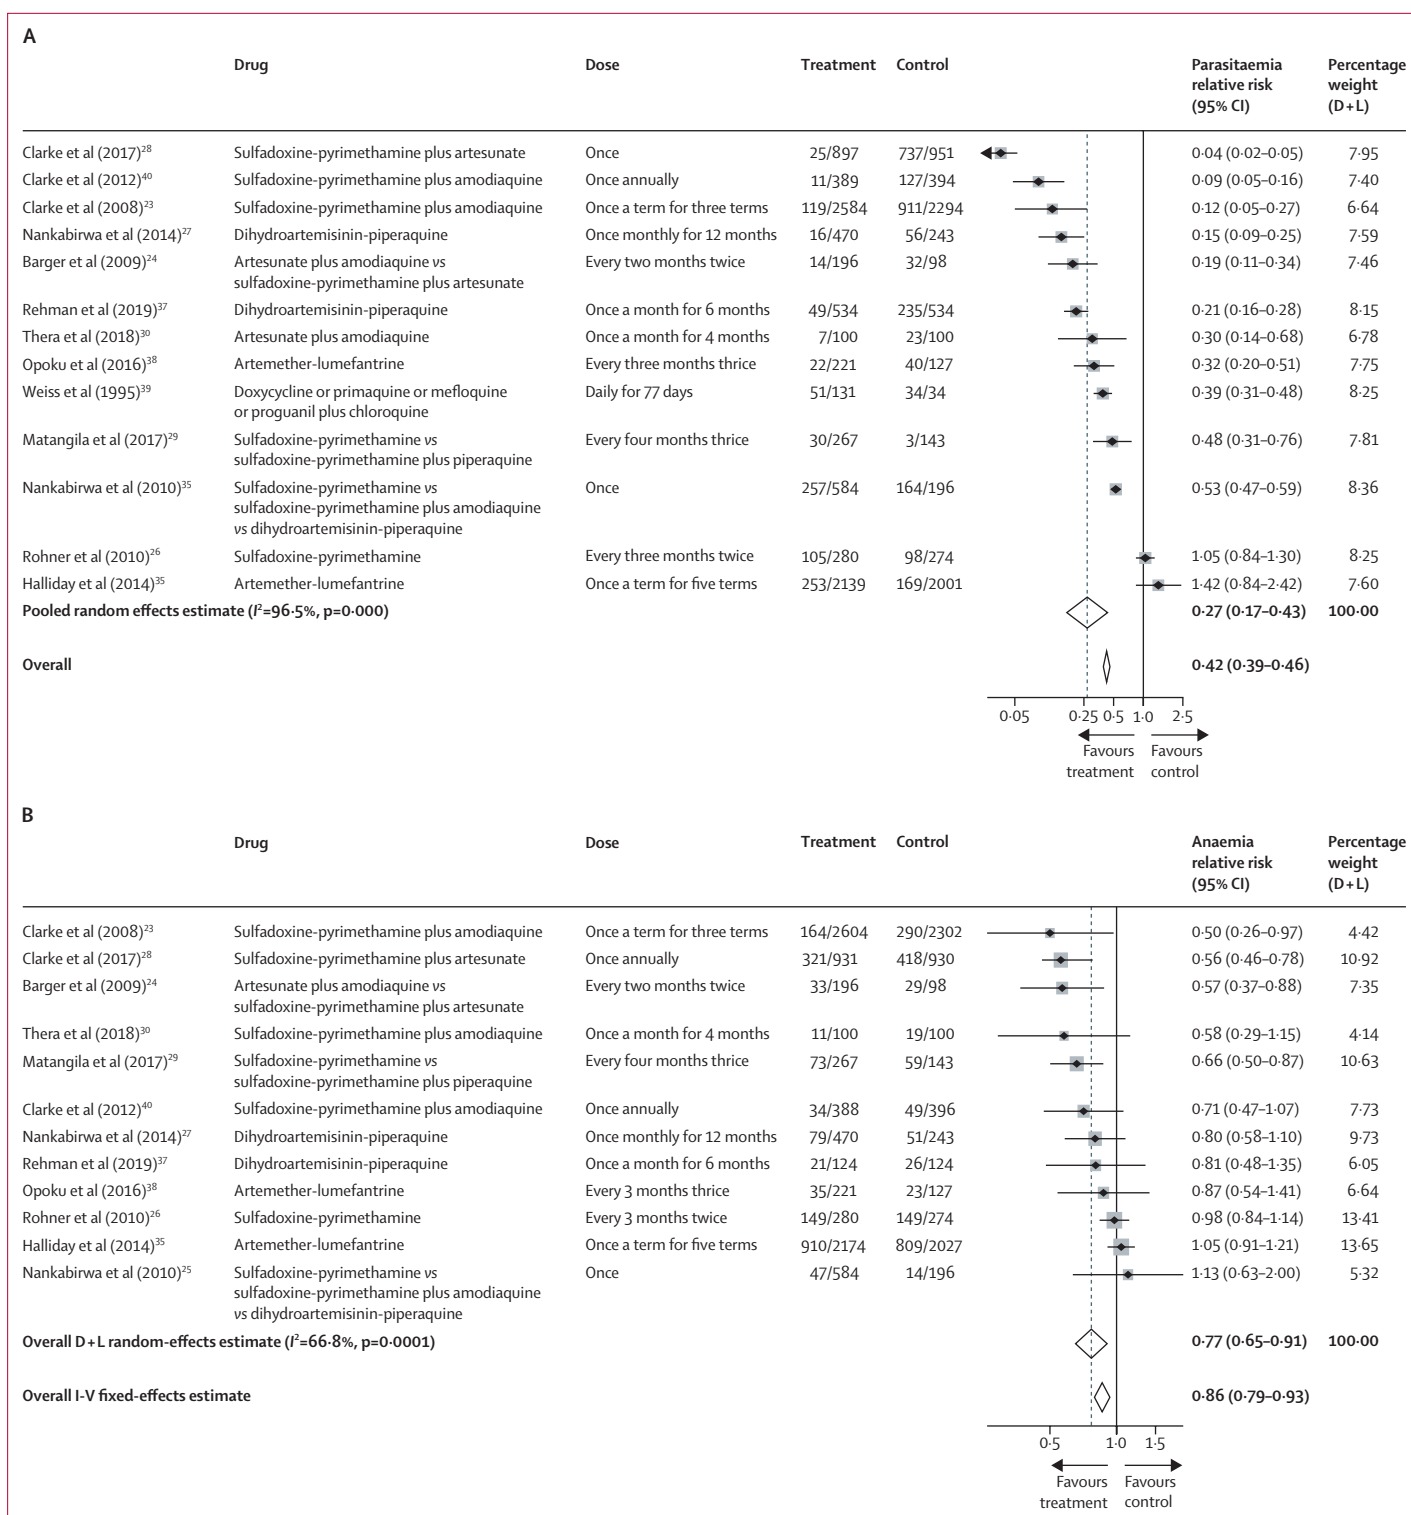 A
Drug Dose Treatment Control Parasitaemia relative risk (95% CI) Percentage weight (D+L)
Clarke et al (2017)²⁸ Sulfadoxine-pyrimethamine plus artesunate Once 25/897 737/951 0·04 (0·02–0·05) 7·95
Clarke et al (2012)⁴⁰ Sulfadoxine-pyrimethamine plus amodiaquine Once annually 11/389 127/394 0·09 (0·05–0·16) 7·40
Clarke et al (2008)²³ Sulfadoxine-pyrimethamine plus amodiaquine Once a term for three terms 119/2584 911/2294 0·12 (0·05–0·27) 6·64
Nankabirwa et al (2014)²⁷ Dihydroartemisinin-piperaquine Once monthly for 12 months 16/470 56/243 0·15 (0·09–0·25) 7·59
Barger et al (2009)²⁴ Artesunate plus amodiaquine vs Every two months twice 14/196 32/98 0·19 (0·11–0·34) 7·46
sulfadoxine-pyrimethamine plus artesunate
Rehman et al (2019)³⁷ Dihydroartemisinin-piperaquine Once a month for 6 months 49/534 235/534 0·21 (0·16–0·28) 8·15
Thera et al (2018)³⁰ Artesunate plus amodiaquine Once a month for 4 months 7/100 23/100 0·30 (0·14–0·68) 6·78
Opoku et al (2016)³⁸ Artemether-lumefantrine Every three months thrice 22/221 40/127 0·32 (0·20–0·51) 7·75
Weiss et al (1995)³⁹ Doxycycline or primaquine or mefloquine Daily for 77 days 51/131 34/34 0·39 (0·31–0·48) 8·25
or proguanil plus chloroquine
Matangila et al (2017)²⁹ Sulfadoxine-pyrimethamine vs Every four months thrice 30/267 3/143 0·48 (0·31–0·76) 7·81
sulfadoxine-pyrimethamine plus piperaquine
Nankabirwa et al (2010)³⁵ Sulfadoxine-pyrimethamine vs Once 257/584 164/196 0·53 (0·47–0·59) 8·36
sulfadoxine-pyrimethamine plus amodiaquine
vs dihydroartemisinin-piperaquine
Rohner et al (2010)²⁶ Sulfadoxine-pyrimethamine Every three months twice 105/280 98/274 1·05 (0·84–1·30) 8·25
Halliday et al (2014)³⁵ Artemether-lumefantrine Once a term for five terms 253/2139 169/2001 1·42 (0·84–2·42) 7·60
Pooled random effects estimate (I²=96·5%, p=0·000) 0·27 (0·17–0·43) 100·00
Overall 0·42 (0·39–0·46)
0·05 0·25 0·5 1·0 2·5
Favours treatment Favours control
B
Drug Dose Treatment Control Anaemia relative risk (95% CI) Percentage weight (D+L)
Clarke et al (2008)²³ Sulfadoxine-pyrimethamine plus amodiaquine Once a term for three terms 164/2604 290/2302 0·50 (0·26–0·97) 4·42
Clarke et al (2017)²⁸ Sulfadoxine-pyrimethamine plus artesunate Once annually 321/931 418/930 0·56 (0·46–0·78) 10·92
Barger et al (2009)²⁴ Artesunate plus amodiaquine vs Every two months twice 33/196 29/98 0·57 (0·37–0·88) 7·35
sulfadoxine-pyrimethamine plus artesunate
Thera et al (2018)³⁰ Sulfadoxine-pyrimethamine plus amodiaquine Once a month for 4 months 11/100 19/100 0·58 (0·29–1·15) 4·14
Matangila et al (2017)²⁹ Sulfadoxine-pyrimethamine vs Every four months thrice 73/267 59/143 0·66 (0·50–0·87) 10·63
sulfadoxine-pyrimethamine plus piperaquine
Clarke et al (2012)⁴⁰ Sulfadoxine-pyrimethamine plus amodiaquine Once annually 34/388 49/396 0·71 (0·47–1·07) 7·73
Nankabirwa et al (2014)²⁷ Dihydroartemisinin-piperaquine Once monthly for 12 months 79/470 51/243 0·80 (0·58–1·10) 9·73
Rehman et al (2019)³⁷ Dihydroartemisinin-piperaquine Once a month for 6 months 21/124 26/124 0·81 (0·48–1·35) 6·05
Opoku et al (2016)³⁸ Artemether-lumefantrine Every 3 months thrice 35/221 23/127 0·87 (0·54–1·41) 6·64
Rohner et al (2010)²⁶ Sulfadoxine-pyrimethamine Every 3 months twice 149/280 149/274 0·98 (0·84–1·14) 13·41
Halliday et al (2014)³⁵ Artemether-lumefantrine Once a term for five terms 910/2174 809/2027 1·05 (0·91–1·21) 13·65
Nankabirwa et al (2010)²⁵ Sulfadoxine-pyrimethamine vs Once 47/584 14/196 1·13 (0·63–2·00) 5·32
sulfadoxine-pyrimethamine plus amodiaquine
vs dihydroartemisinin-piperaquine
Overall D+L random-effects estimate (I²=66·8%, p=0·0001) 0·77 (0·65–0·91) 100·00
Overall I-V fixed-effects estimate 0·86 (0·79–0·93)
0·5 1·0 1·5
Favours treatment Favours control